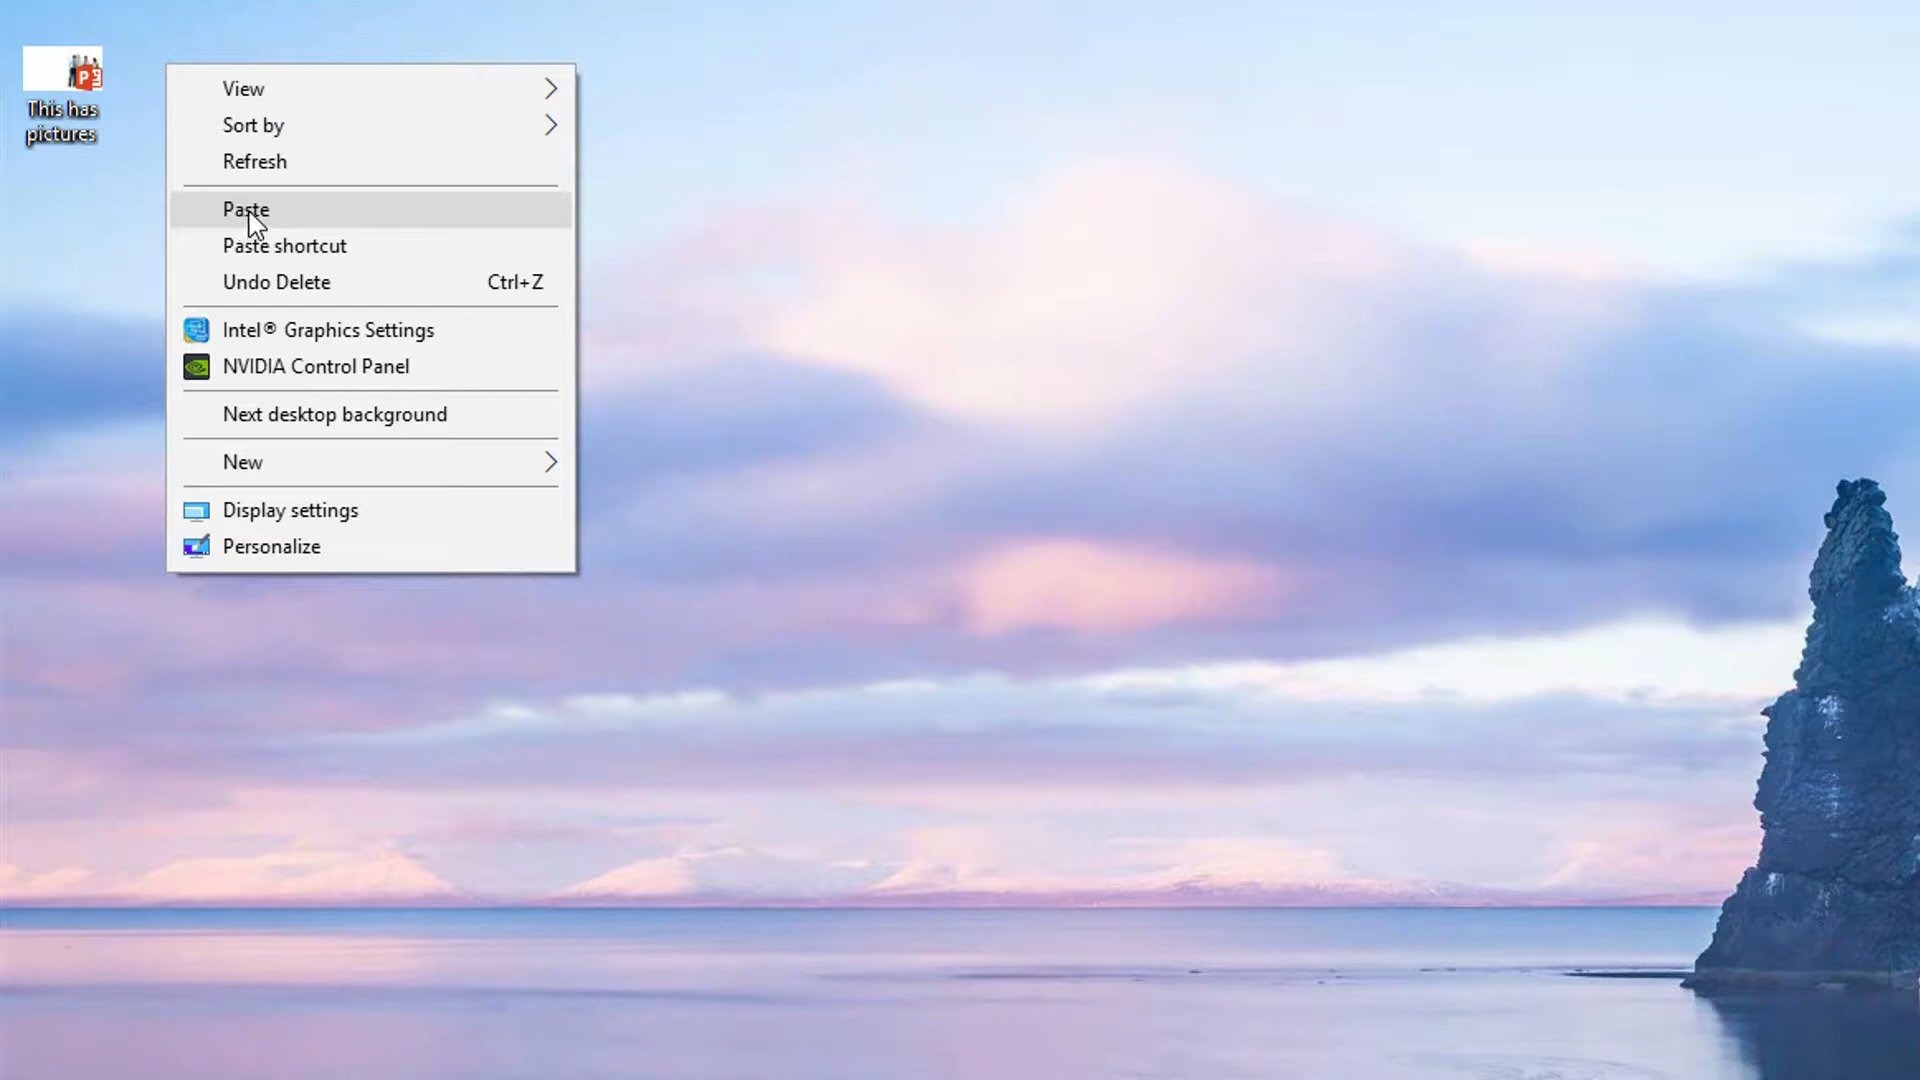 This has
pictures
View
Sort by
Refresh
Paste
Paste shortcut
Undo Delete Ctrl+Z
Intel® Graphics Settings
NVIDIA Control Panel
Next desktop background
New
Display settings
Personalize